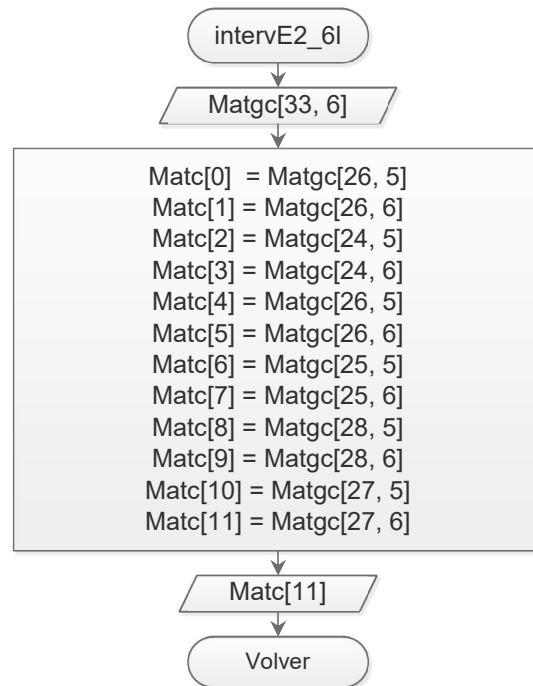 intervE2_6I
Matgc[33, 6]
Matc[0]  = Matgc[26, 5]
Matc[1] = Matgc[26, 6]
Matc[2] = Matgc[24, 5]
Matc[3] = Matgc[24, 6]
Matc[4] = Matgc[26, 5]
Matc[5] = Matgc[26, 6]
Matc[6] = Matgc[25, 5]
Matc[7] = Matgc[25, 6]
Matc[8] = Matgc[28, 5]
Matc[9] = Matgc[28, 6]
Matc[10] = Matgc[27, 5]
Matc[11] = Matgc[27, 6]
Matc[11]
Volver